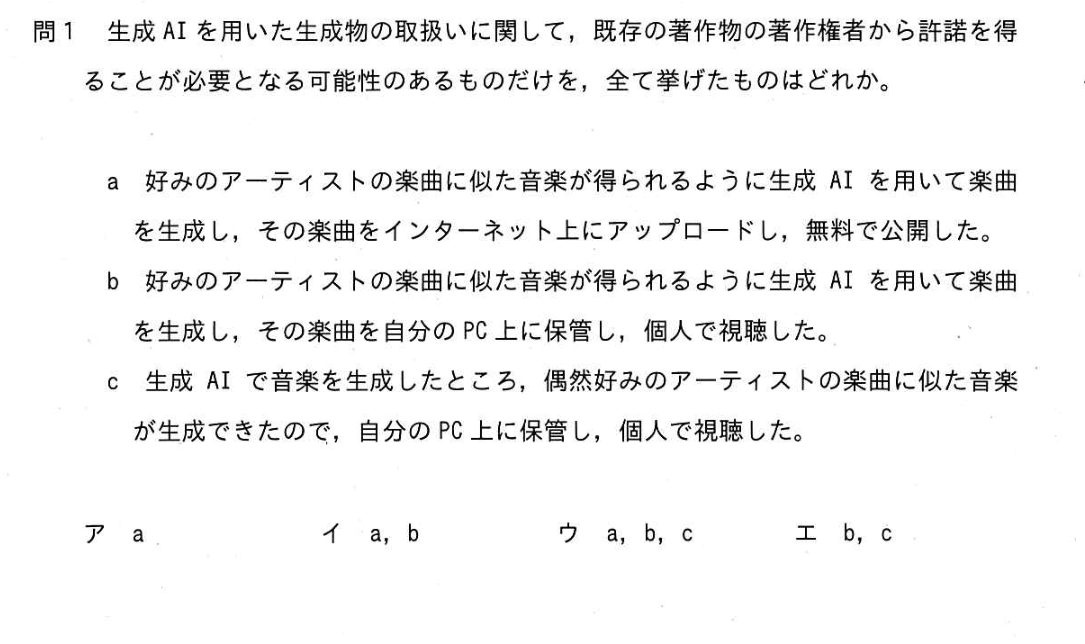 問1 生成 AI を用いた生成物の取扱いに関して，既存の著作物の著作権者から許諾を得
ることが必要となる可能性のあるものだけを，全て挙げたものはどれか。
a 好みのアーティストの楽曲に似た音楽が得られるように生成 AI を用いて楽曲
を生成し，その楽曲をインターネット上にアップロードし，無料で公開した。
b 好みのアーティストの楽曲に似た音楽が得られるように生成 AI を用いて楽曲
を生成し，その楽曲を自分の PC 上に保管し，個人で視聴した。
c 生成 AI で音楽を生成したところ，偶然好みのアーティストの楽曲に似た音楽
が生成できたので，自分の PC 上に保管し，個人で視聴した。
ア a イ a，b ウ a，b，c エ b，c